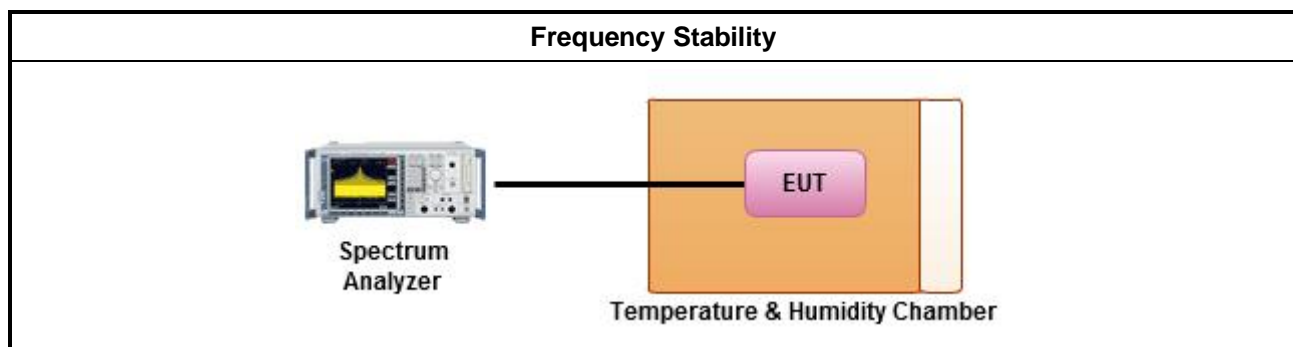 Frequency Stability
EUT
Spectrum
Analyzer
Temperature & Humidity Chamber